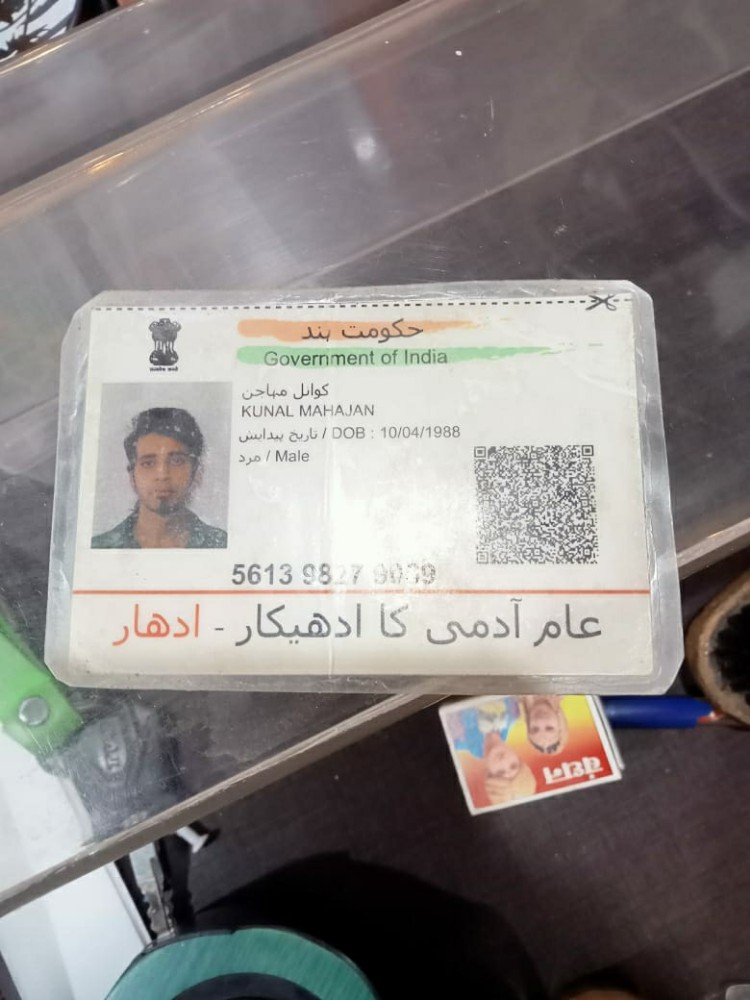 حکومت ہند
Government of India
کوانل مہاجن
KUNAL MAHAJAN
تاریخ پیدایش / DOB : 10/04/1988
مرد / Male
5613
عام آدمی کا ادھیکار - ادھار